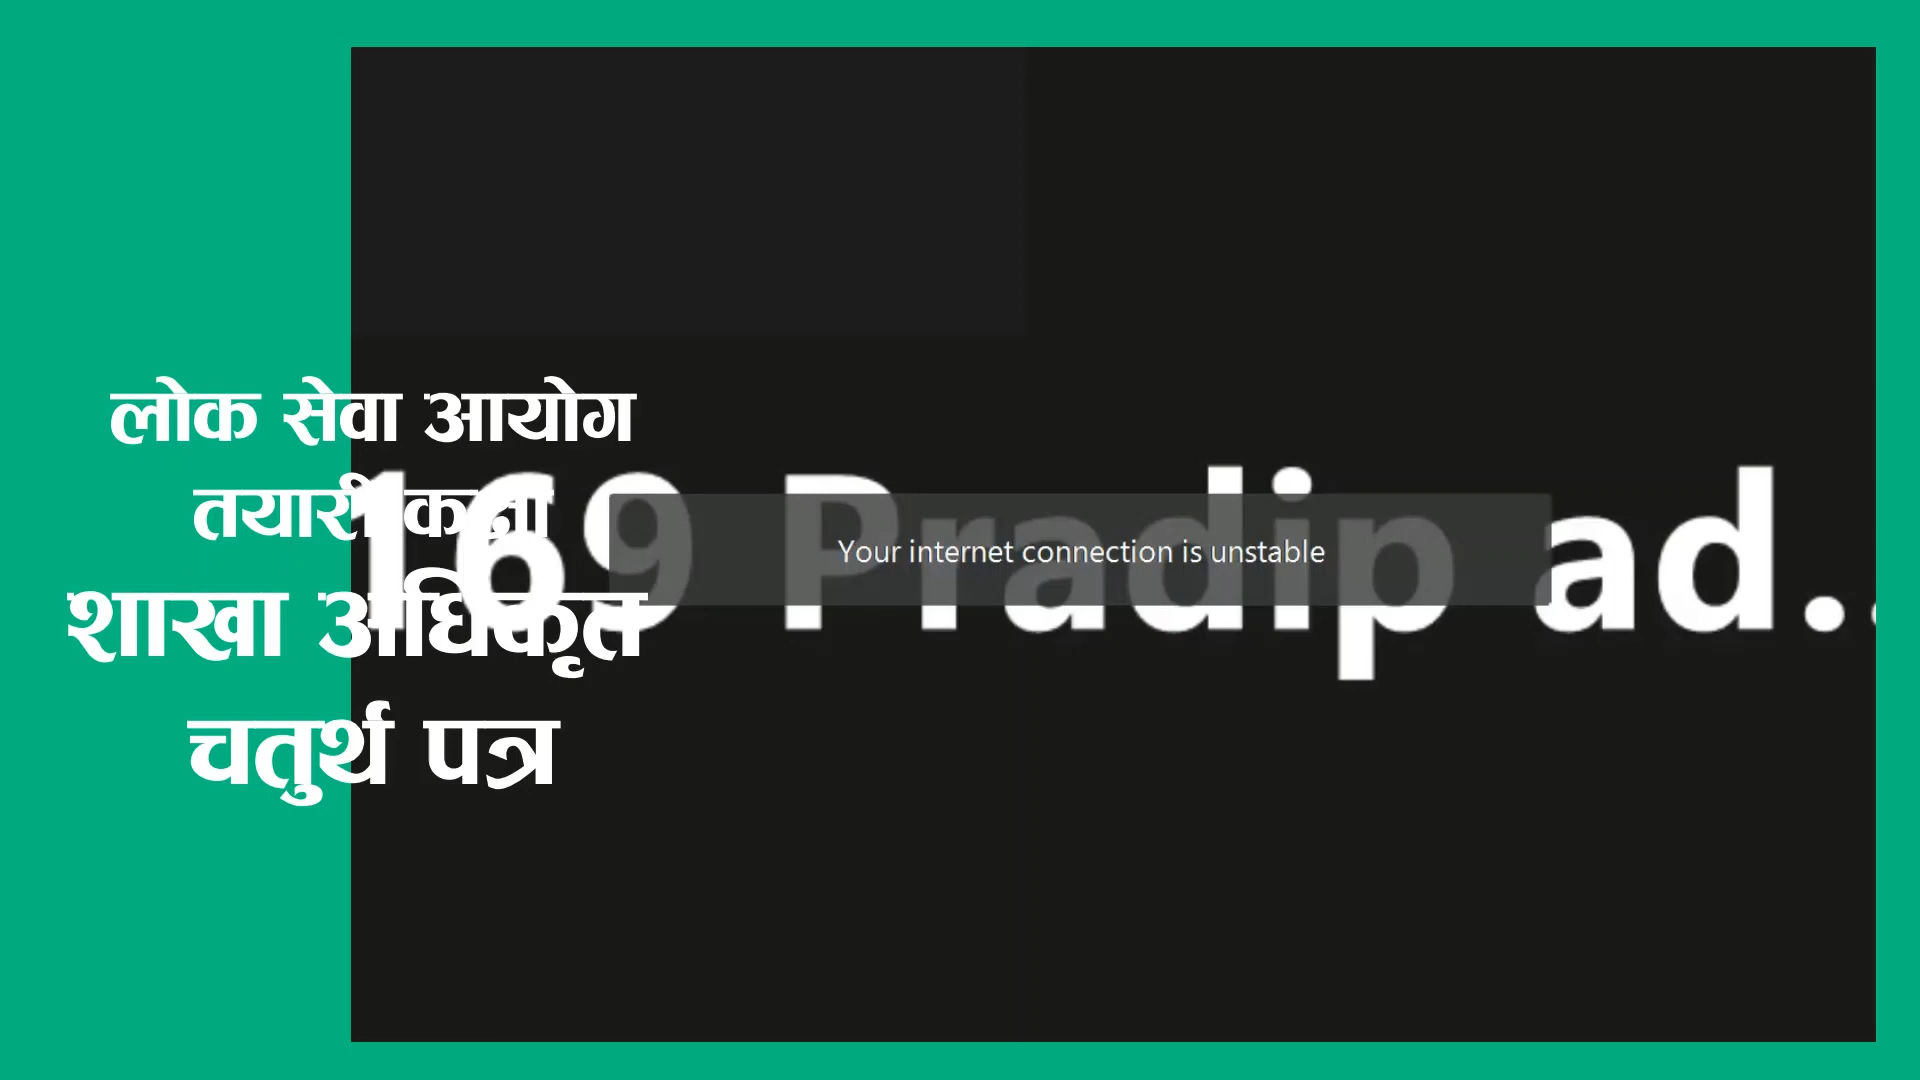 लोक सेवा आयोग
तयारी कक्षा
169 Pradip ad..
Your internet connection is unstable
शाखा अधिकृत
चतुर्थ पत्र